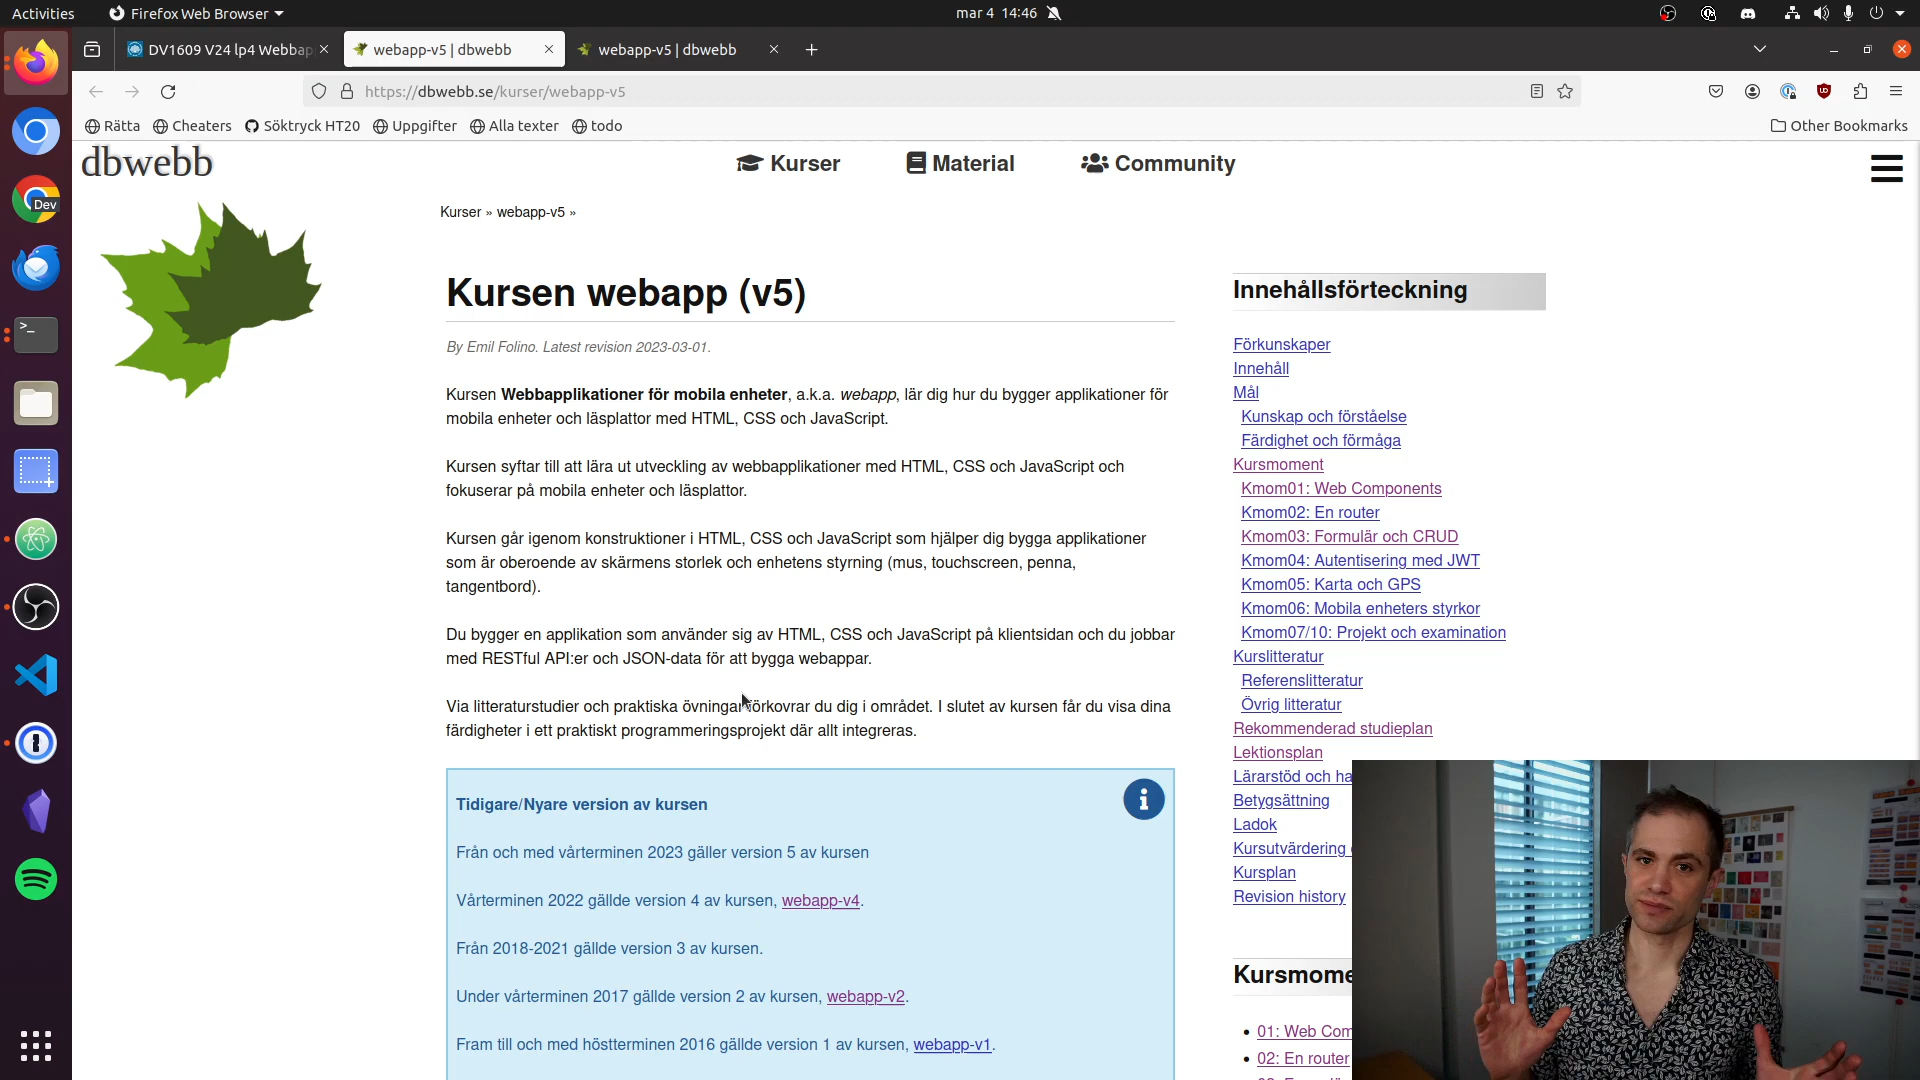 Activities
Firefox Web Browser
mar 4 14:46
DV1609 V24 lp4 Webbap
webapp-v5 | dbwebb
webapp-v5 | dbwebb
https://dbwebb.se/kurser/webapp-v5
Rätta
Cheaters
Söktryck HT20
Uppgifter
Alla texter
todo
Other Bookmarks
Dev
dbwebb
Kurser
Material
Community
Kurser » webapp-v5 »
Kursen webapp (v5)
By Emil Folino. Latest revision 2023-03-01.
Kursen Webbapplikationer för mobila enheter, a.k.a. webapp, lär dig hur du bygger applikationer för
mobila enheter och läsplattor med HTML, CSS och JavaScript.
Kursen syftar till att lära ut utveckling av webbapplikationer med HTML, CSS och JavaScript och
fokuserar på mobila enheter och läsplattor.
Kursen går igenom konstruktioner i HTML, CSS och JavaScript som hjälper dig bygga applikationer
som är oberoende av skärmens storlek och enhetens styrning (mus, touchscreen, penna,
tangentbord).
Du bygger en applikation som använder sig av HTML, CSS och JavaScript på klientsidan och du jobbar
med RESTful API:er och JSON-data för att bygga webappar.
Via litteraturstudier och praktiska övningar förkovrar du dig i området. I slutet av kursen får du visa dina
färdigheter i ett praktiskt programmeringsprojekt där allt integreras.
Tidigare/Nyare version av kursen
Från och med vårterminen 2023 gäller version 5 av kursen
Vårterminen 2022 gällde version 4 av kursen, webapp-v4.
Från 2018-2021 gällde version 3 av kursen.
Under vårterminen 2017 gällde version 2 av kursen, webapp-v2.
Fram till och med höstterminen 2016 gällde version 1 av kursen, webapp-v1.
Innehållsförteckning
Förkunskaper
Innehåll
Mål
Kunskap och förståelse
Färdighet och förmåga
Kursmoment
Kmom01: Web Components
Kmom02: En router
Kmom03: Formulär och CRUD
Kmom04: Autentisering med JWT
Kmom05: Karta och GPS
Kmom06: Mobila enheters styrkor
Kmom07/10: Projekt och examination
Kurslitteratur
Referenslitteratur
Övrig litteratur
Rekommenderad studieplan
Lektionsplan
Lärarstöd och ha
Betygsättning
Ladok
Kursutvärdering
Kursplan
Revision history
Kursmome
01: Web Com
02: En router